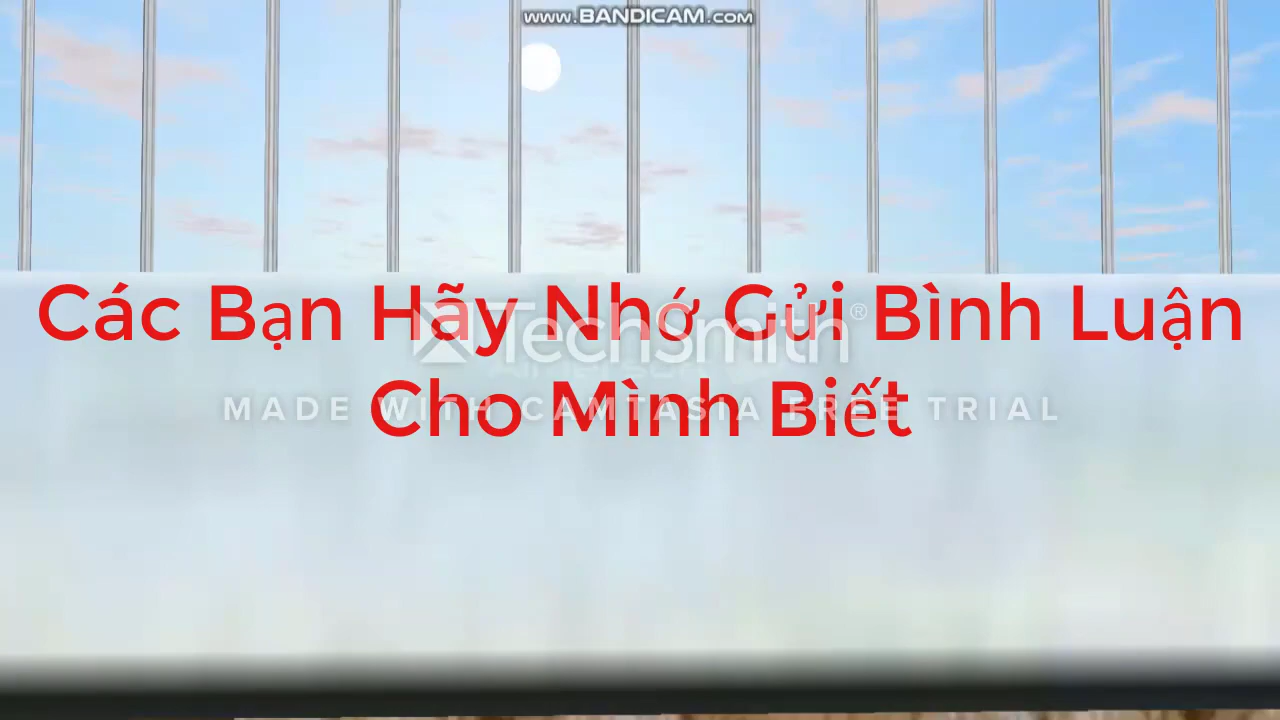 www.BANDICAM.com
Các Bạn Hãy Nhớ Gửi Bình Luận
TechSmith®
Cho Mình Biết
MADE WITH CAMTASIA FREE TRIAL